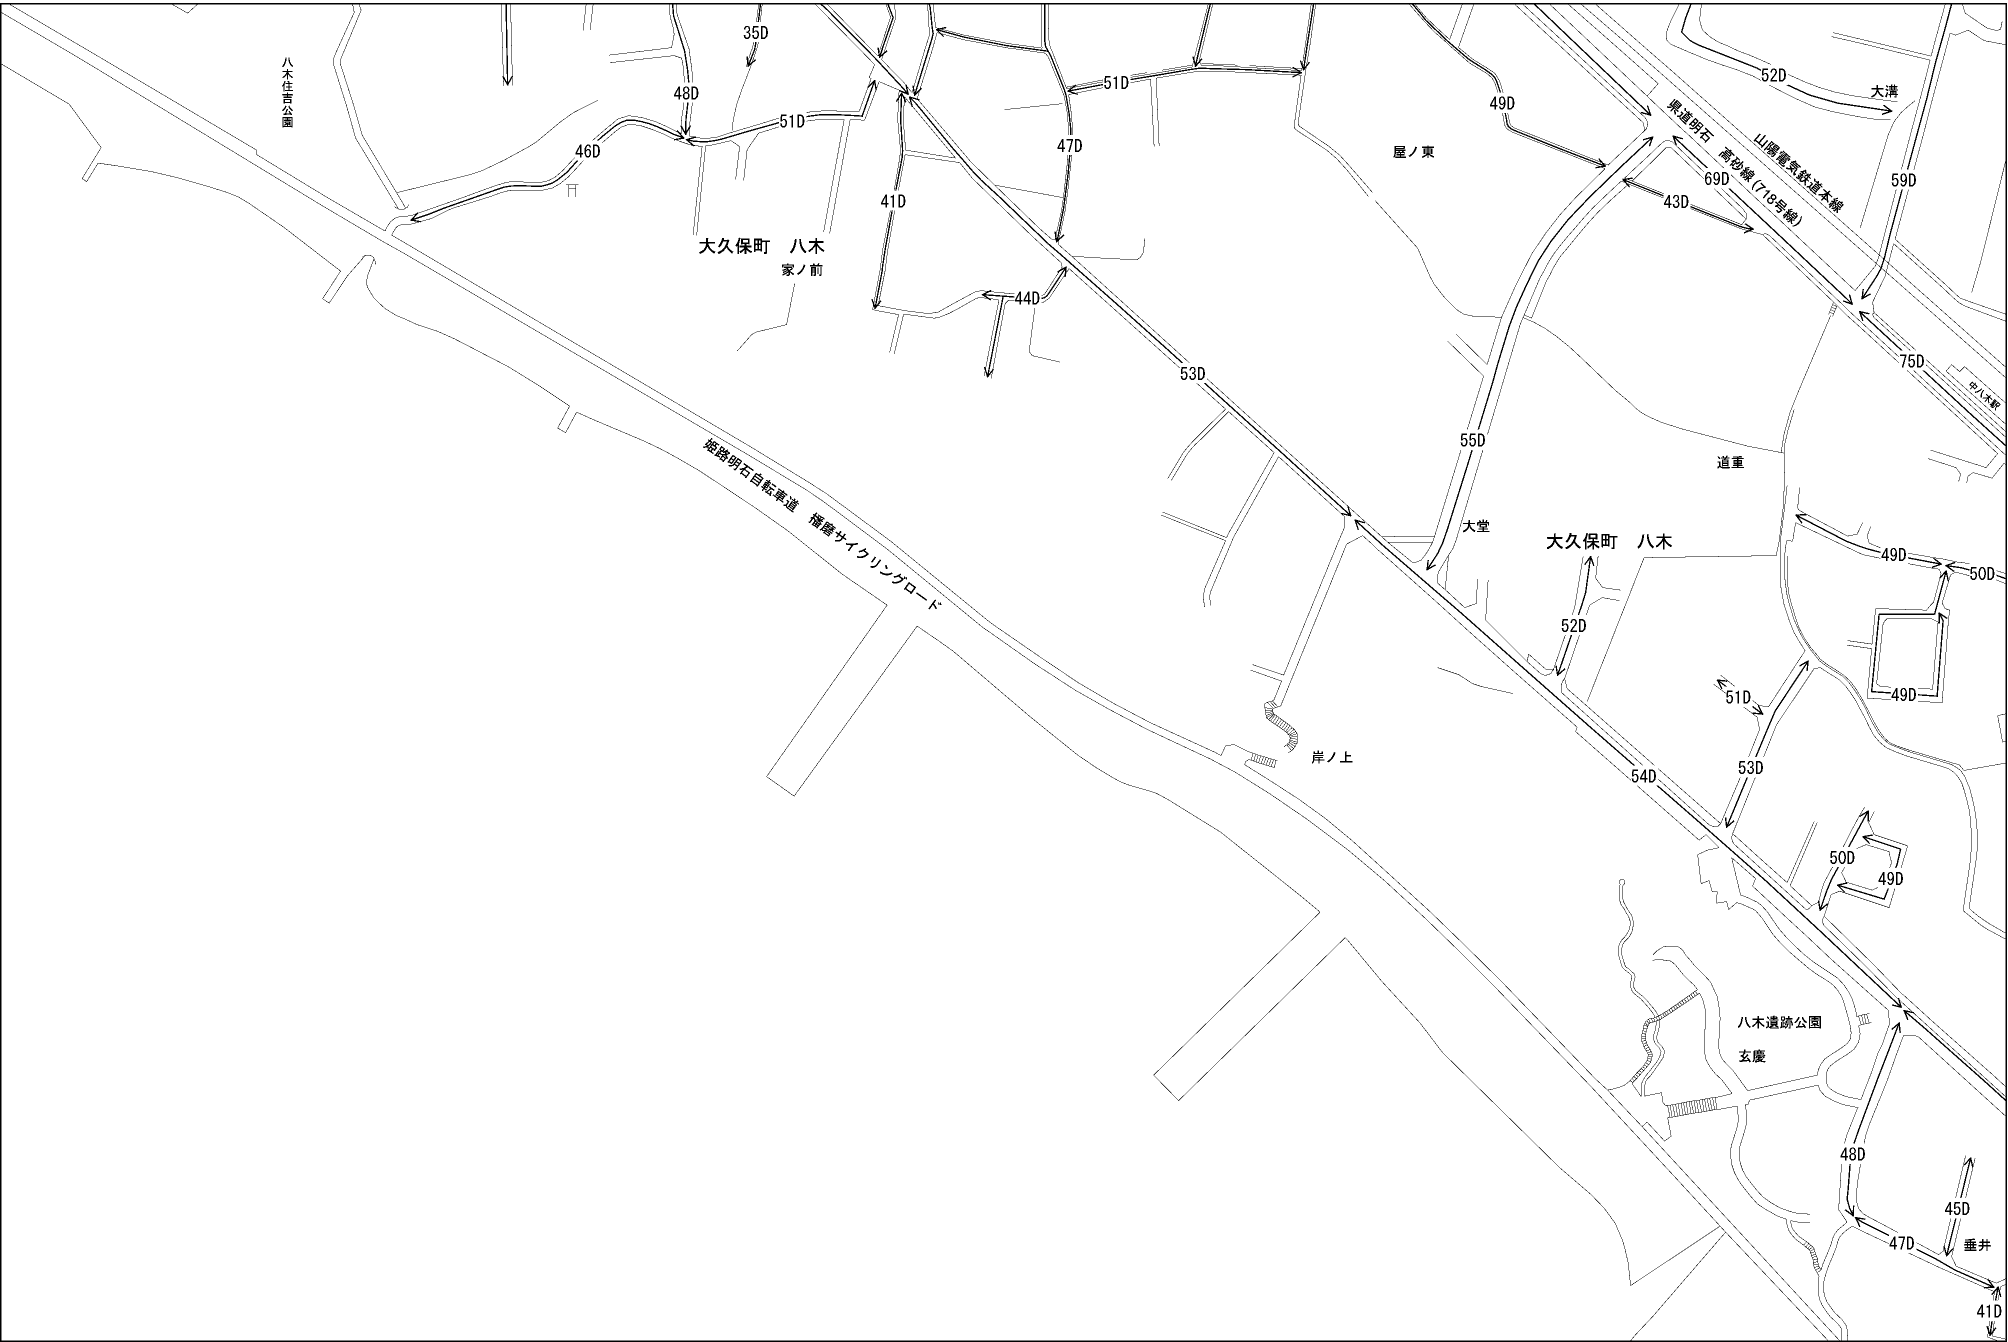 35D
八木住吉公園
52D
大溝
51D
48D
49D
県道明石　高砂線(718号線)
山陽電気鉄道本線
51D
46D
47D
屋ノ東
69D
59D
41D
43D
大久保町　八木
家ノ前
44D
53D
75D
中八木駅
55D
道重
姫路明石自転車道　播磨サイクリングロード
大堂
大久保町　八木
49D
50D
52D
51D
49D
岸ノ上
54D
53D
50D
49D
八木遺跡公園
玄慶
48D
45D
47D
垂井
41D